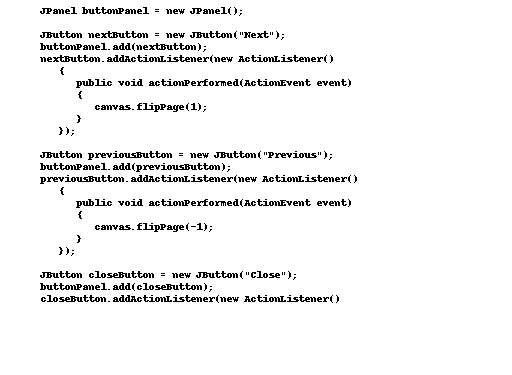 JPanel buttonPanel = new JPanel();
JButton nextButton = new JButton("Next");
buttonPanel.add(nextButton);
nextButton.addActionListener(new ActionListener()
{
public void actionPerformed(ActionEvent event)
{
canvas.flipPage(1);
}
});
JButton previousButton = new JButton("Previous");
buttonPanel.add(previousButton);
previousButton.addActionListener(new ActionListener()
{
public void actionPerformed(ActionEvent event)
{
canvas.flipPage(-1);
}
});
JButton closeButton = new JButton("Close");
buttonPanel.add(closeButton);
closeButton.addActionListener(new ActionListener()